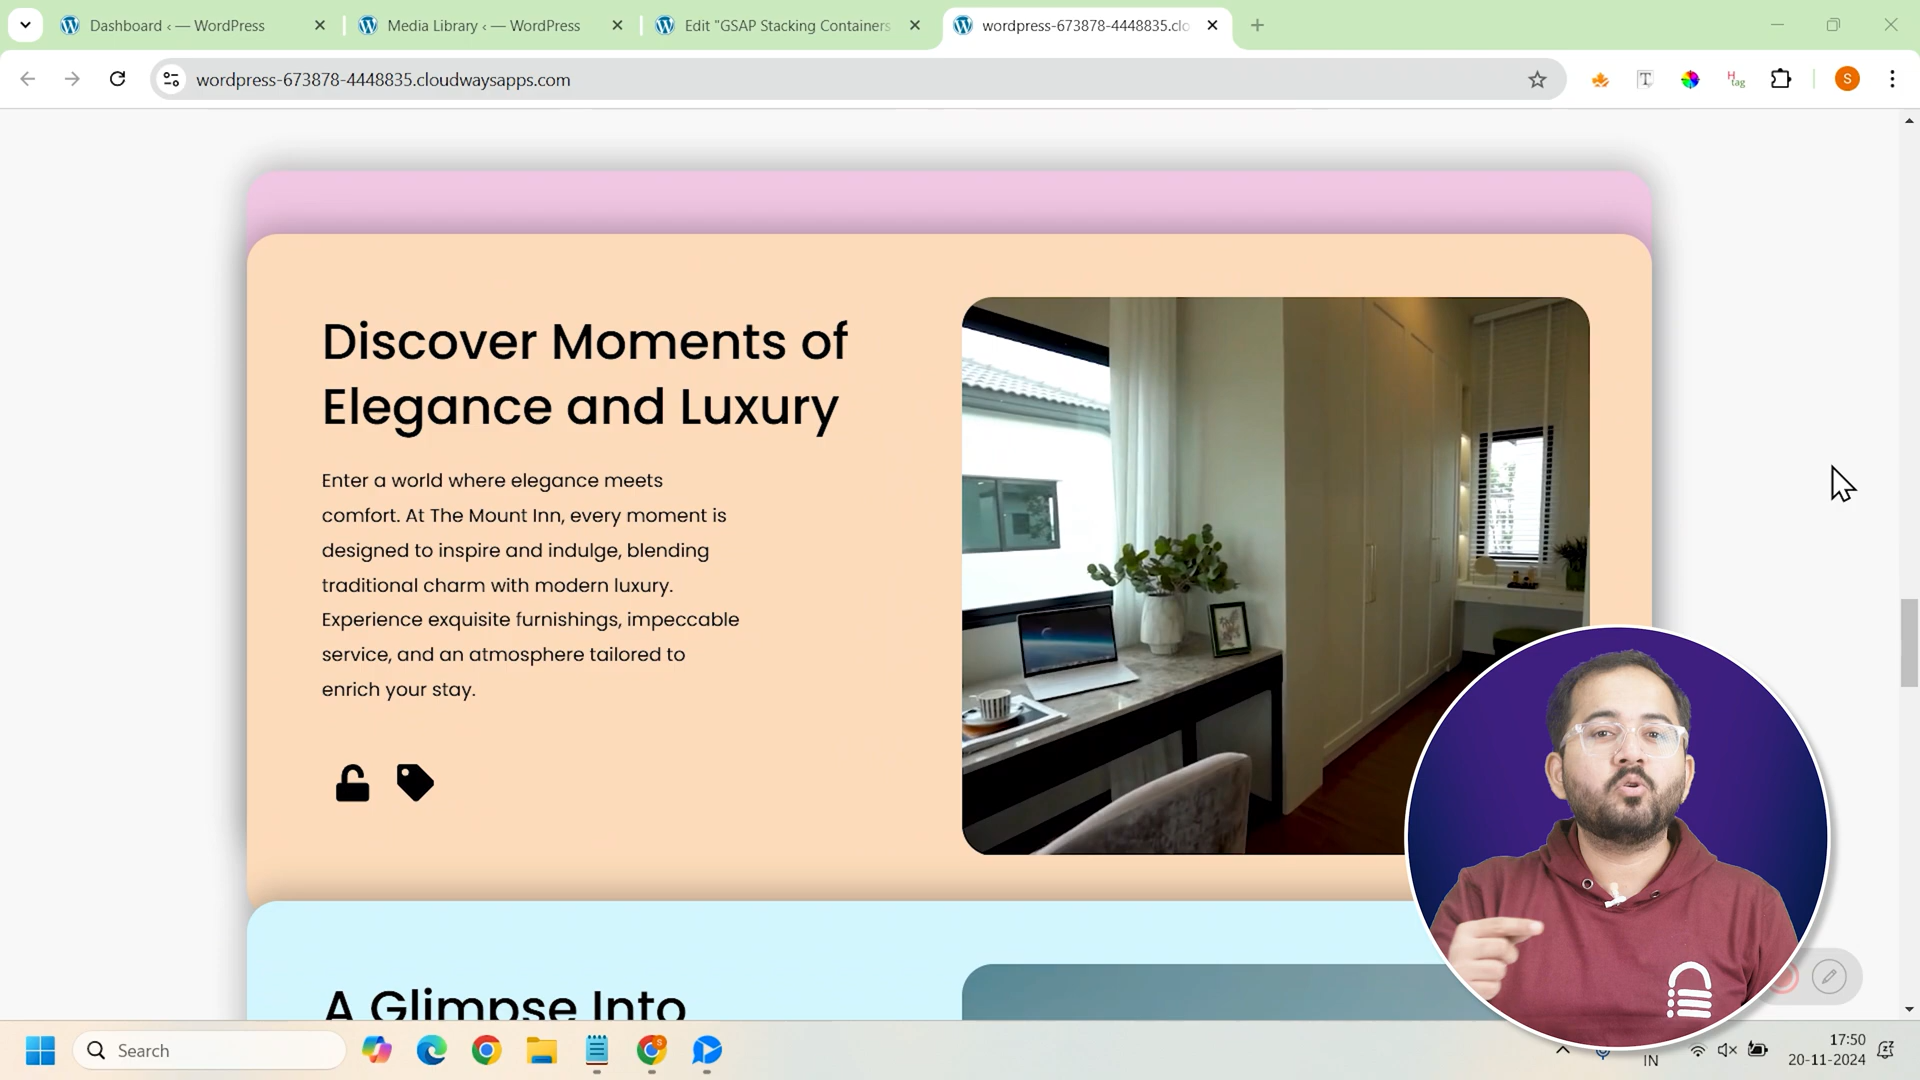 Dashboard ‹ — WordPress
Media Library ‹ — WordPress
Edit "GSAP Stacking Containers
wordpress-673878-4448835.clo
wordpress-673878-4448835.cloudwaysapps.com
T
H
tag
S
Discover Moments of
Elegance and Luxury
Enter a world where elegance meets
comfort. At The Mount Inn, every moment is
designed to inspire and indulge, blending
traditional charm with modern luxury.
Experience exquisite furnishings, impeccable
service, and an atmosphere tailored to
enrich your stay.
A Glimpse Into
Search
S
IN
17:50
20-11-2024